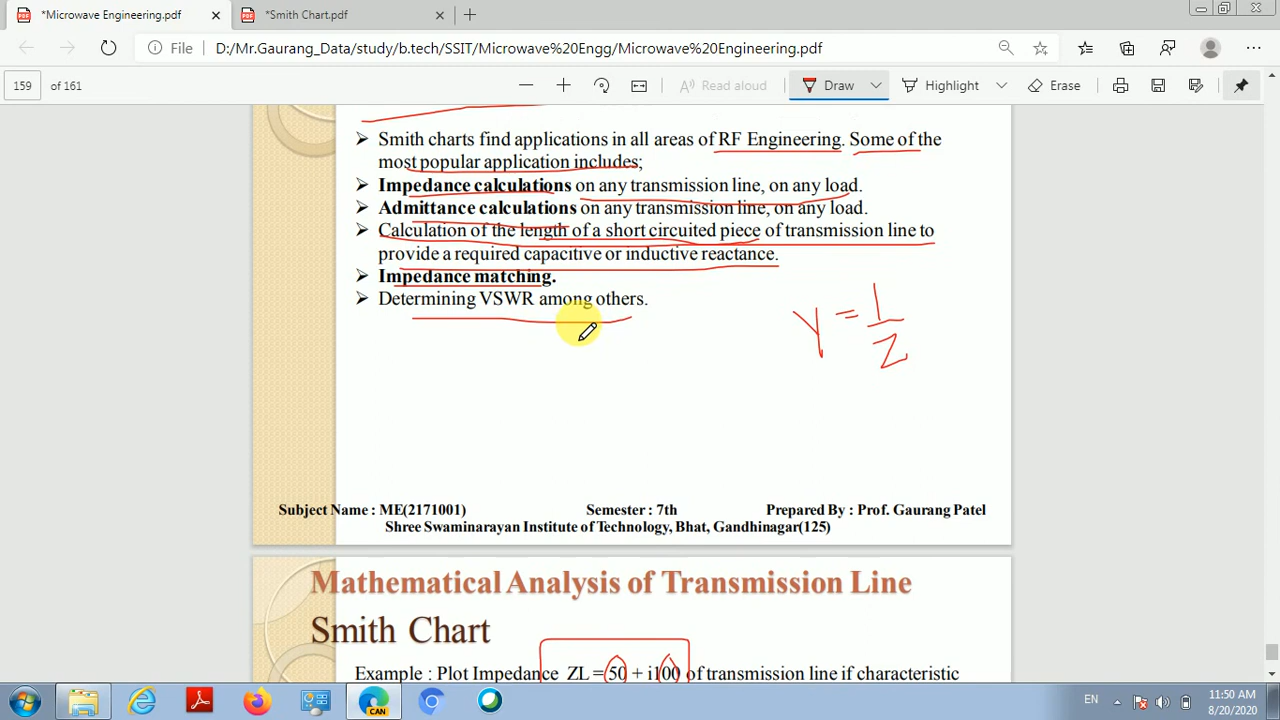 *Microwave Engineering.pdf
*Smith Chart.pdf
File
D:/Mr.Gaurang_Data/study/b.tech/SSIT/Microwave%20Engg/Microwave%20Engineering.pdf
159 of 161
Read aloud
Draw
Highlight
Erase
➢ Smith charts find applications in all areas of RF Engineering. Some of the
most popular application includes;
➢ Impedance calculations on any transmission line, on any load.
➢ Admittance calculations on any transmission line, on any load.
➢ Calculation of the length of a short circuited piece of transmission line to
provide a required capacitive or inductive reactance.
➢ Impedance matching.
➢ Determining VSWR among others.
Y = 1
Z
Subject Name : ME(2171001) Semester : 7th Prepared By : Prof. Gaurang Patel
Shree Swaminarayan Institute of Technology, Bhat, Gandhinagar(125)
Mathematical Analysis of Transmission Line
Smith Chart
Example : Plot Impedance ZL = 50 + i100 of transmission line if characteristic
CAN
EN
11:50 AM
8/20/2020